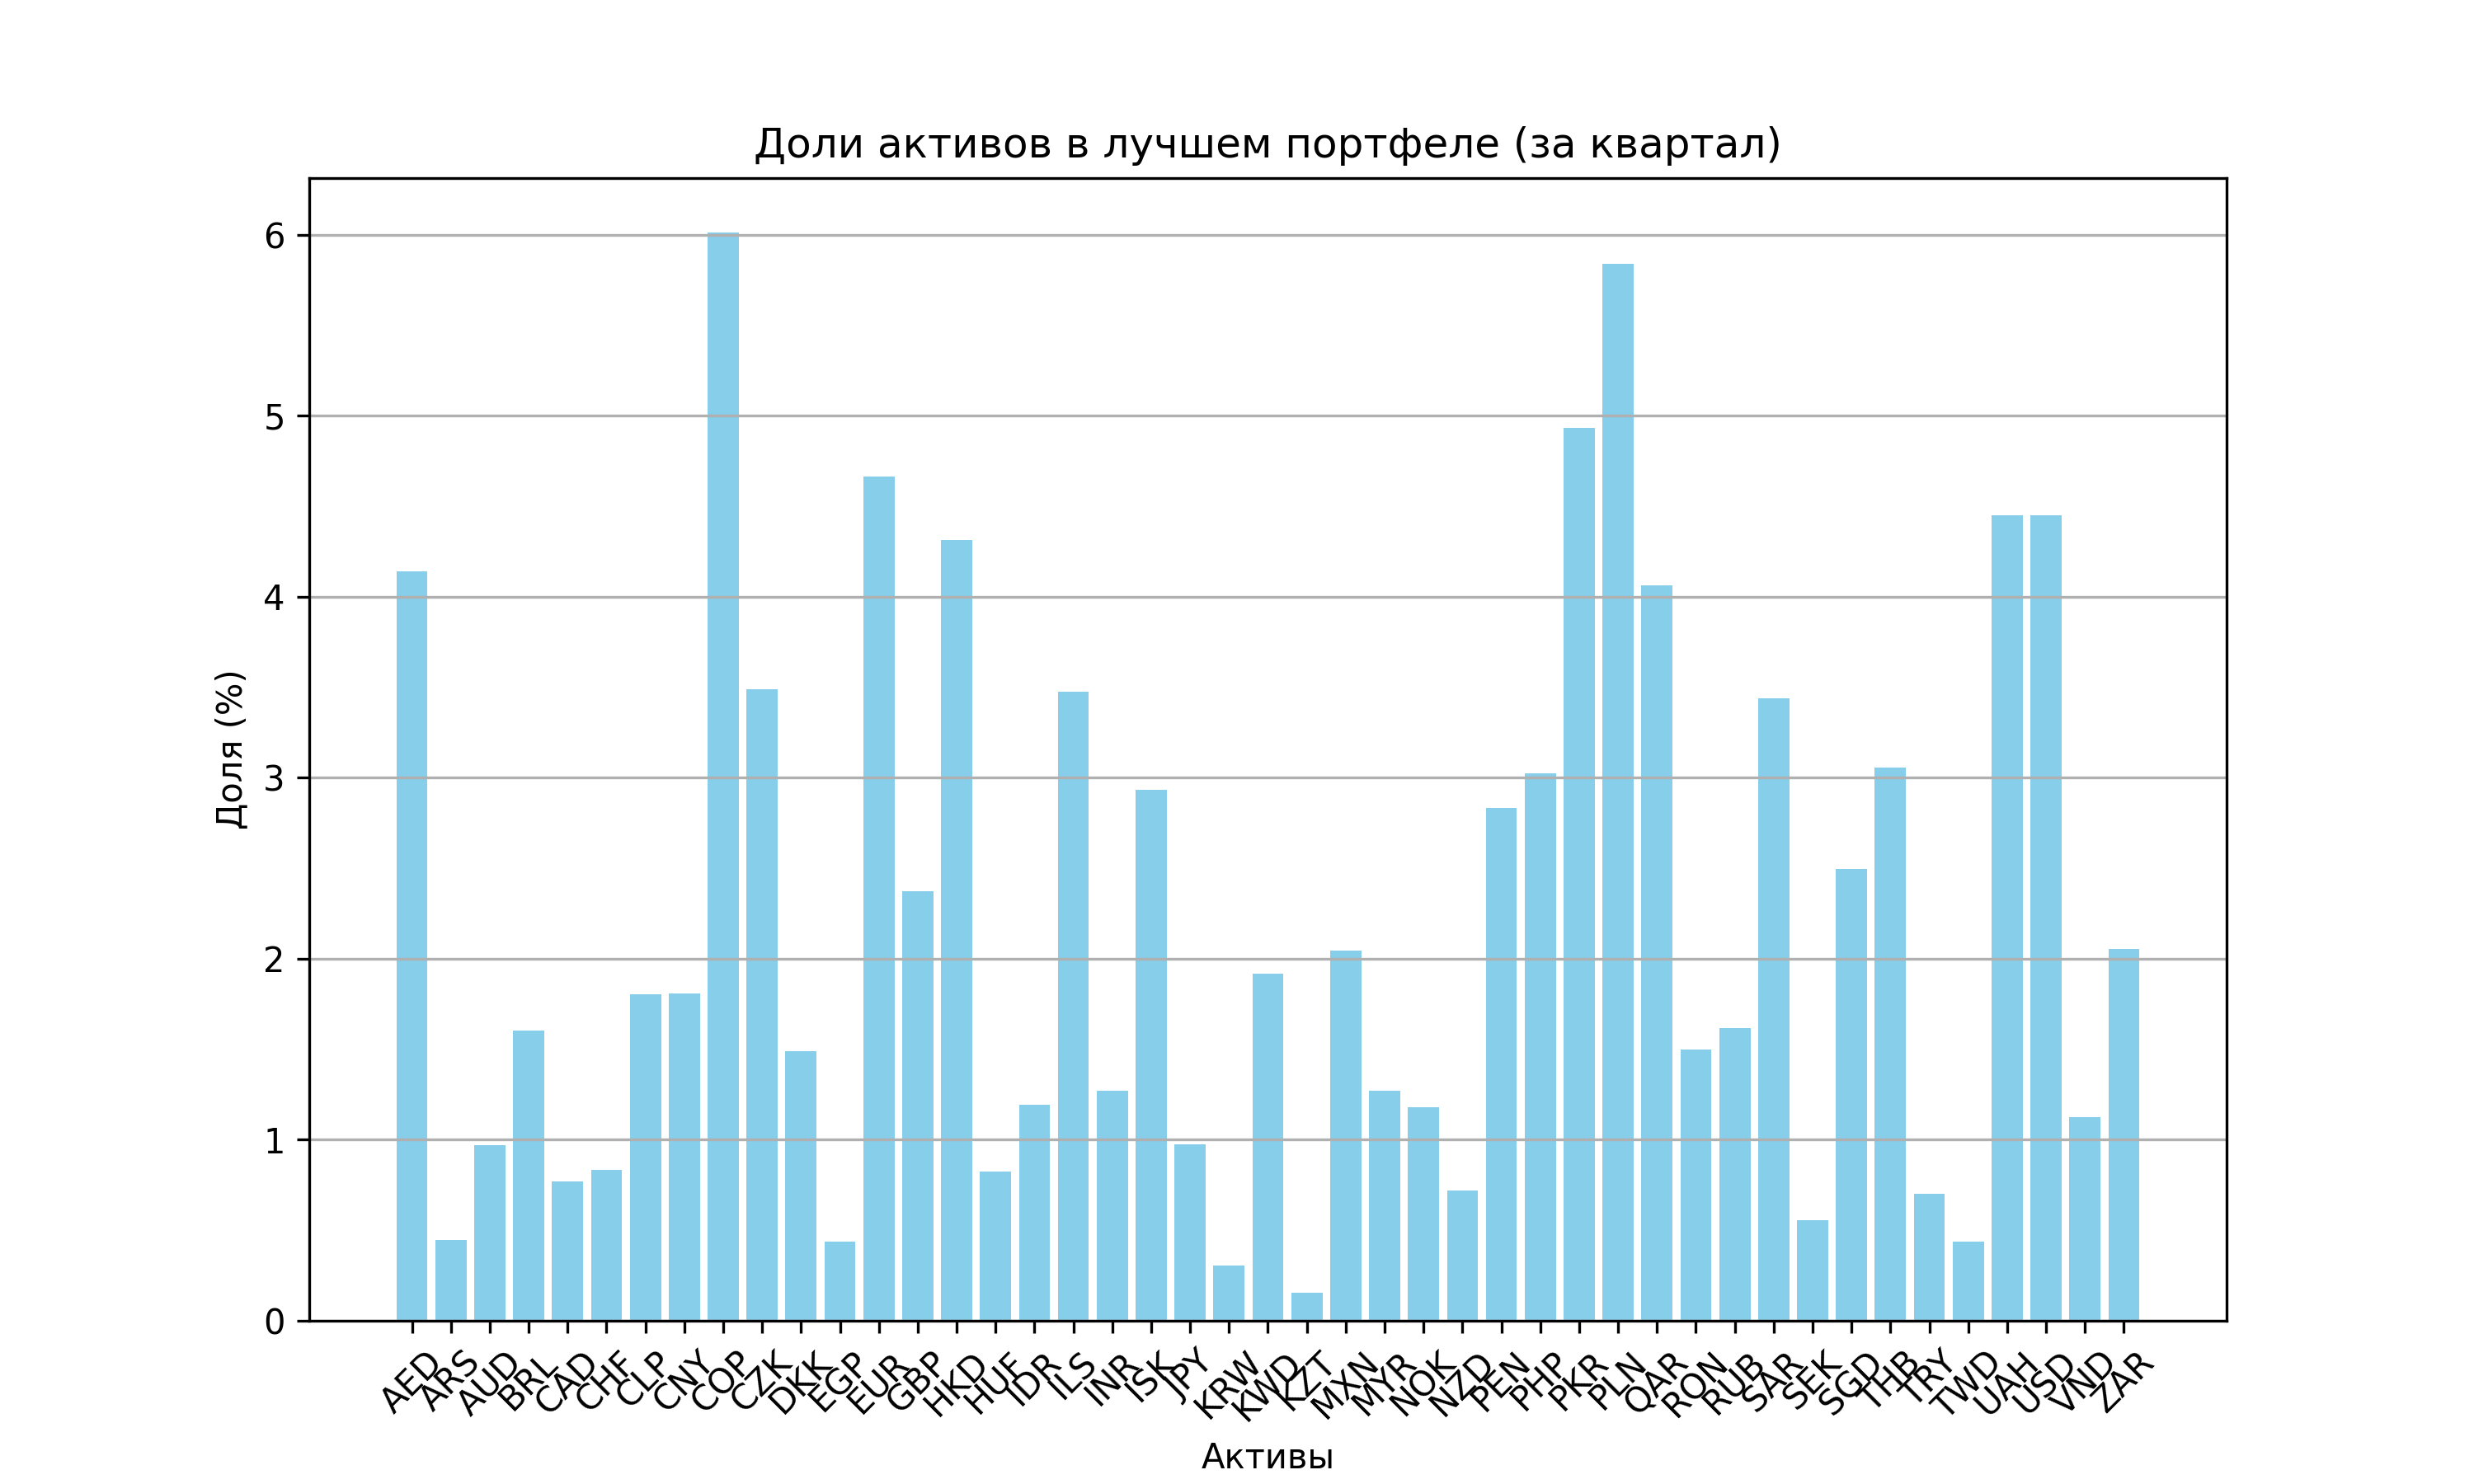 Доли активов в лучшем портфеле (за квартал)
Доля (%)
6
5
4
3
2
1
0
AED
ARS
AUD
BRL
CAD
CHF
CLP
CNY
COP
CZK
DKK
EGP
EUR
GBP
HKD
HUF
IDR
ILS
INR
ISK
JPY
KRW
KWD
KZT
MXN
MYR
NOK
NZD
PEN
PHP
PKR
PLN
QAR
RON
RUB
SAR
SEK
SGD
THB
TRY
TWD
UAH
USD
VND
ZAR
Активы